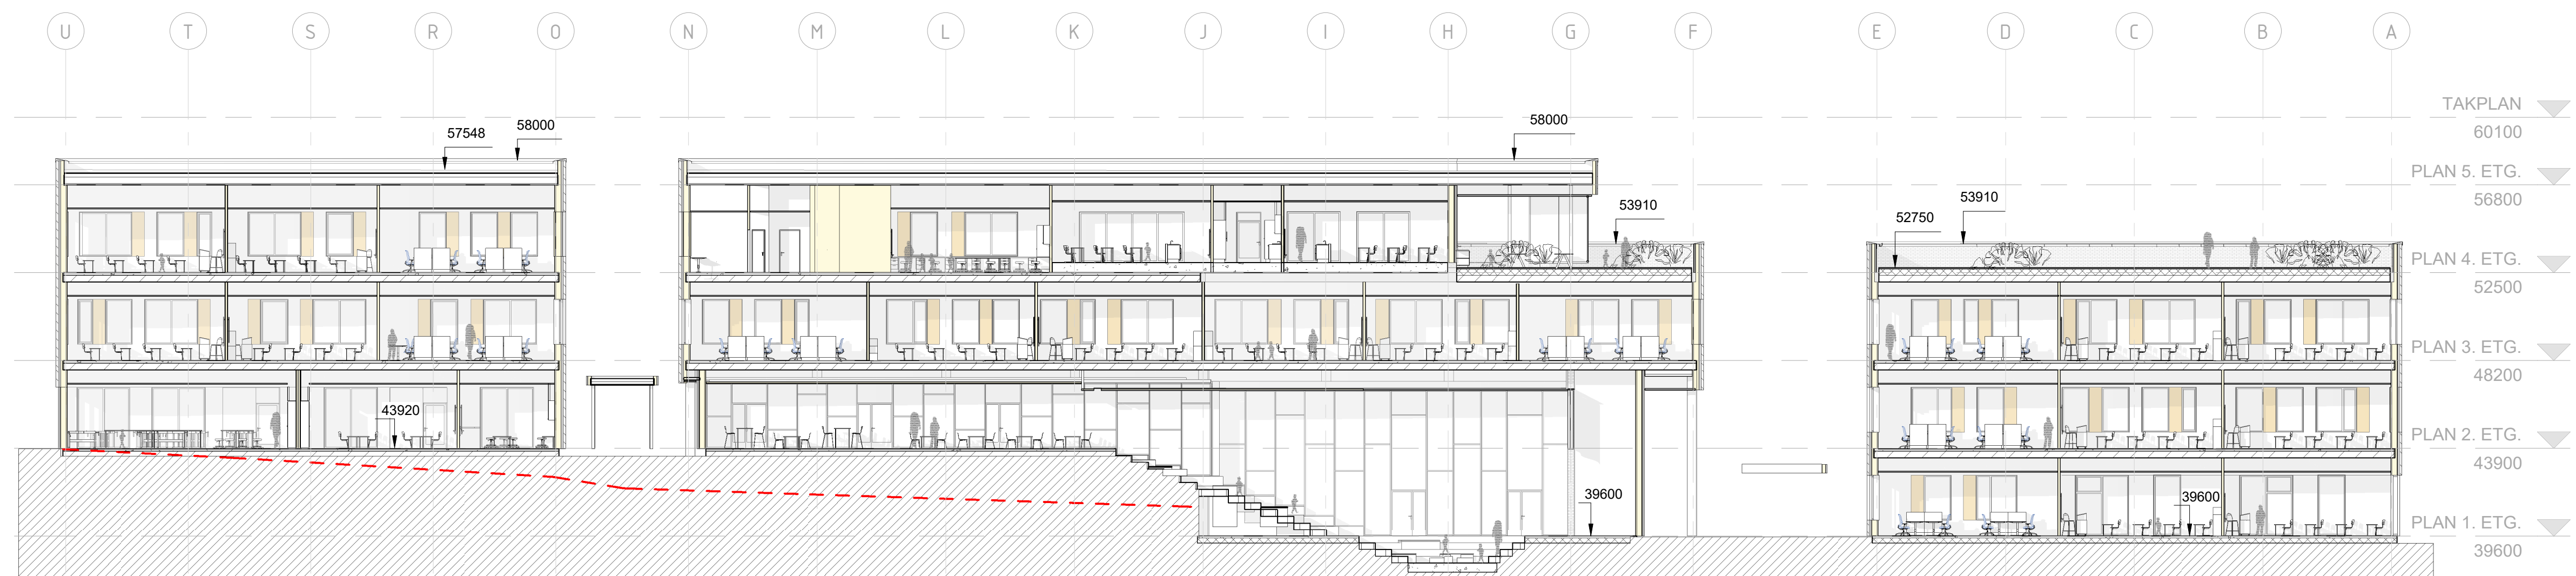 U T S R O N M L K J I H G F E D C B A
TAKPLAN
60100
57548
58000
58000
PLAN 5. ETG.
56800
53910
52750
53910
PLAN 4. ETG.
52500
PLAN 3. ETG.
48200
43920
PLAN 2. ETG.
43900
39600
39600
PLAN 1. ETG.
39600